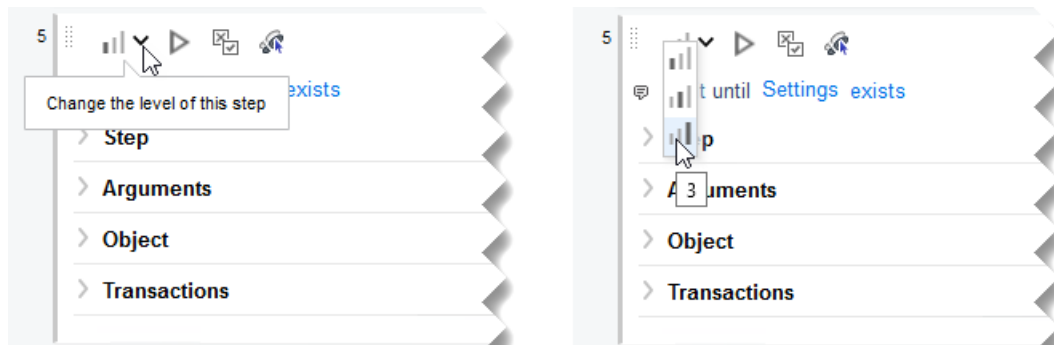 5
exists
Change the level of this step
Step
Arguments
Object
Transactions
5
t until Settings exists
p
A uments
3
Object
Transactions